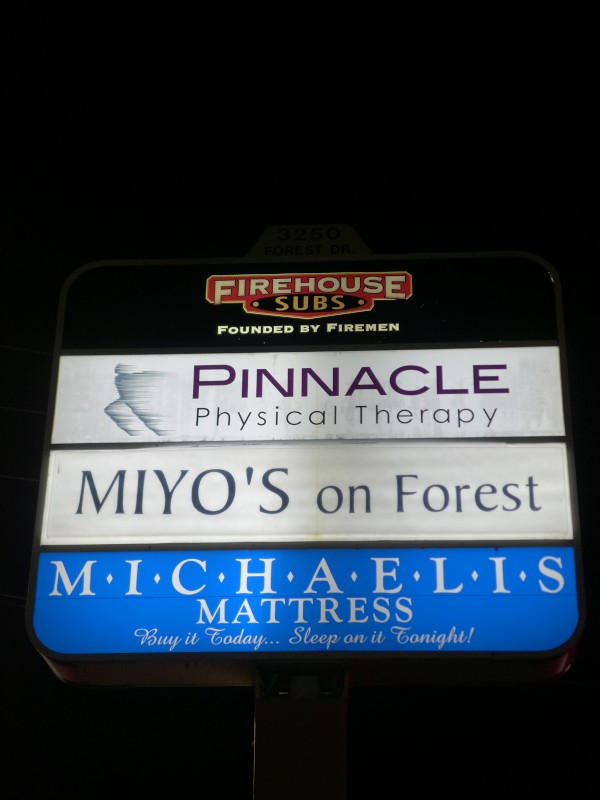 3250
FOREST DR.
FIREHOUSE
SUBS
FOUNDED BY FIREMEN
PINNACLE
Physical Therapy
MIYO'S on Forest
M·I·C·H·A·E·L·I·S
MATTRESS
Buy it Today... Sleep on it Tonight!